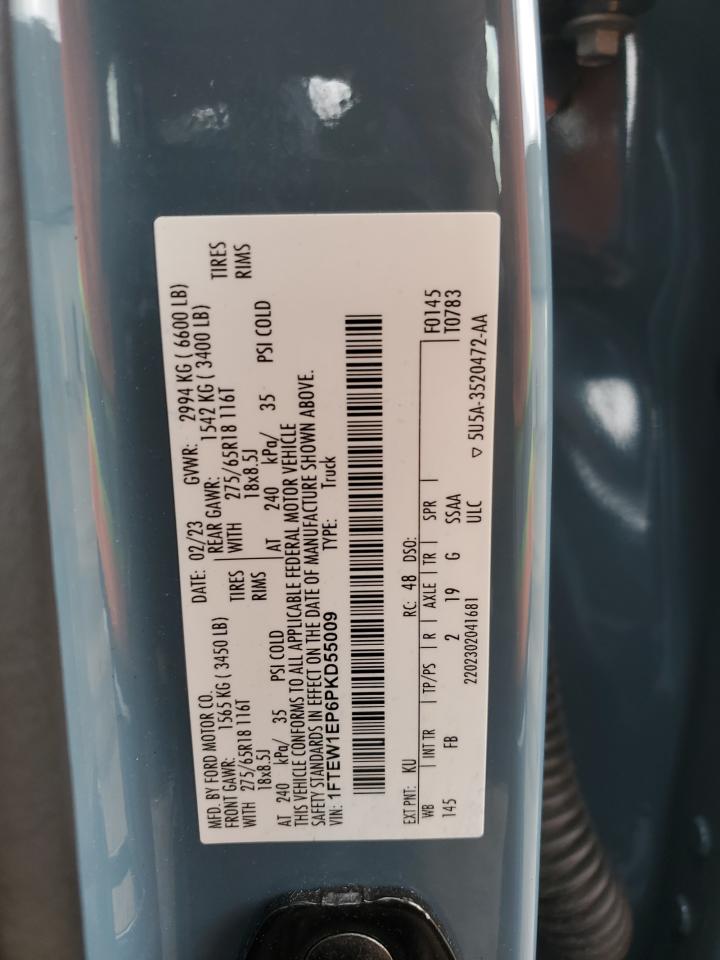 MFD. BY FORD MOTOR CO.
DATE: 02/23 GVWR: 2994 KG ( 6600 LB)
FRONT GAWR: 1565 KG ( 3450 LB) REAR GAWR: 1542 KG ( 3400 LB)
WITH 275/65R18 116T TIRES WITH 275/65R18 116T TIRES
18x8.5J RIMS 18x8.5J RIMS
AT 240 kPa/ 35 PSI COLD AT 240 kPa/ 35 PSI COLD
THIS VEHICLE CONFORMS TO ALL APPLICABLE FEDERAL MOTOR VEHICLE
SAFETY STANDARDS IN EFFECT ON THE DATE OF MANUFACTURE SHOWN ABOVE.
VIN: 1FTEW1EP6PKD55009 TYPE: Truck
EXT PNT: KU RC: 48 DSO: F0145
WB INT TR TP/PS R AXLE TR SPR T0783
145 FB 2 19 G SSAA
2202302041681 ULC ▽ 5U5A-3520472-AA